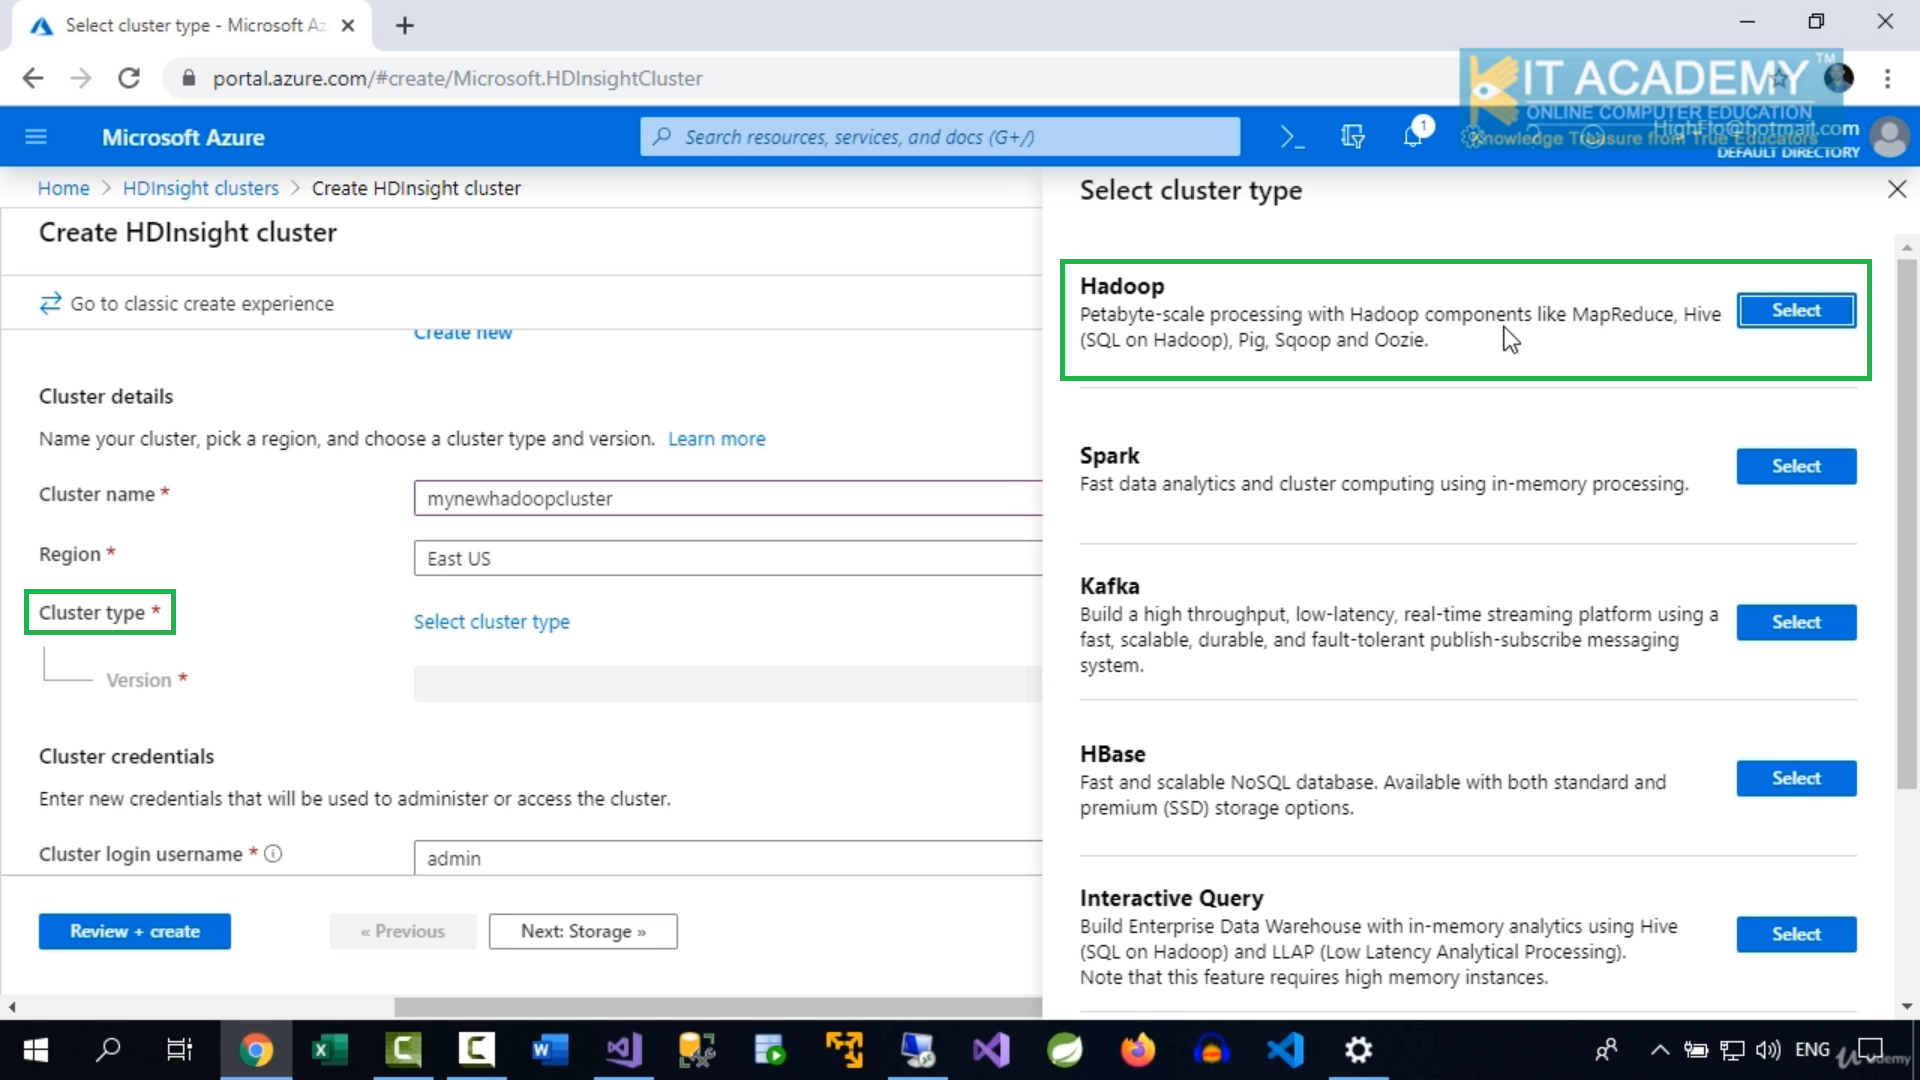 Select cluster type - Microsoft Az
portal.azure.com/#create/Microsoft.HDInsightCluster
IT ACADEMY™
ONLINE COMPUTER EDUCATION
Knowledge Treasure from True Educators
Microsoft Azure
Search resources, services, and docs (G+/)
1
HighFlo@hotmail.com
DEFAULT DIRECTORY
Home > HDInsight clusters > Create HDInsight cluster
Create HDInsight cluster
Go to classic create experience
Create new
Cluster details
Name your cluster, pick a region, and choose a cluster type and version. Learn more
Cluster name *
mynewhadoopcluster
Region *
East US
Cluster type *
Select cluster type
Version *
Cluster credentials
Enter new credentials that will be used to administer or access the cluster.
Cluster login username *
admin
Review + create
« Previous
Next: Storage »
Select cluster type
Hadoop
Petabyte-scale processing with Hadoop components like MapReduce, Hive
(SQL on Hadoop), Pig, Sqoop and Oozie.
Select
Spark
Fast data analytics and cluster computing using in-memory processing.
Select
Kafka
Build a high throughput, low-latency, real-time streaming platform using a
fast, scalable, durable, and fault-tolerant publish-subscribe messaging
system.
Select
HBase
Fast and scalable NoSQL database. Available with both standard and
premium (SSD) storage options.
Select
Interactive Query
Build Enterprise Data Warehouse with in-memory analytics using Hive
(SQL on Hadoop) and LLAP (Low Latency Analytical Processing).
Note that this feature requires high memory instances.
Select
ENG
Udemy